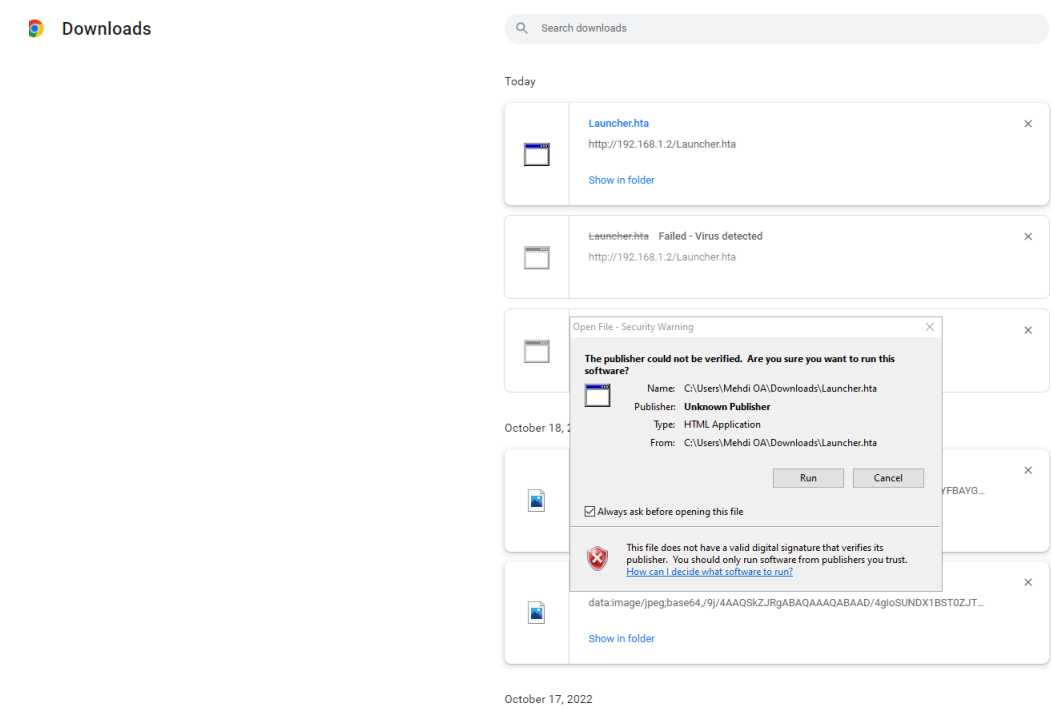 Downloads
Search downloads
Today
Launcher.hta
http://192.168.1.2/Launcher.hta
Show in folder
Launcher.hta Failed - Virus detected
http://192.168.1.2/Launcher.hta
Open File - Security Warning
The publisher could not be verified. Are you sure you want to run this
software?
Name: C:\Users\Mehdi OA\Downloads\Launcher.hta
Publisher: Unknown Publisher
Type: HTML Application
From: C:\Users\Mehdi OA\Downloads\Launcher.hta
Run Cancel
Always ask before opening this file
This file does not have a valid digital signature that verifies its
publisher. You should only run software from publishers you trust.
How can I decide what software to run?
October 18,
YFBAYG...
data:image/jpeg;base64,/9j/4AAQSkZJRgABAQAAAQABAAD/4gIoSUNDX1BST0ZJT...
Show in folder
October 17, 2022